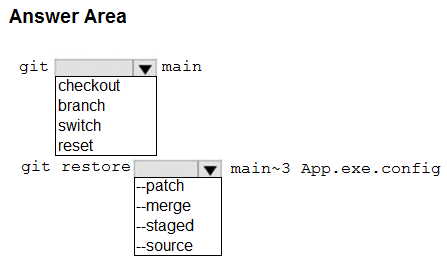 Answer Area
git main
checkout
branch
switch
reset
git restore main~3 App.exe.config
--patch
--merge
--staged
--source